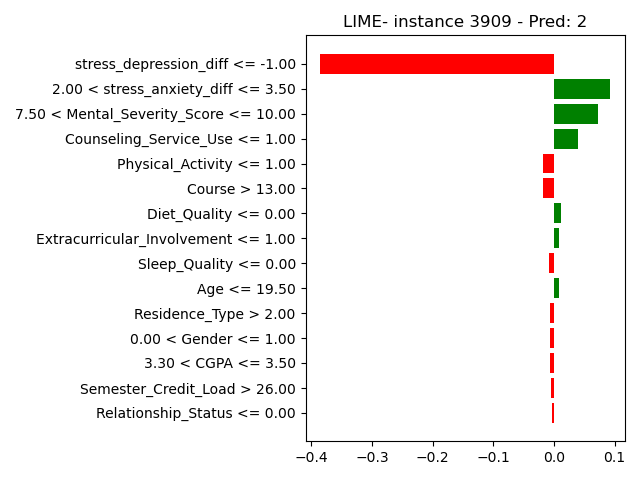 LIME- instance 3909 - Pred: 2
stress_depression_diff <= -1.00
2.00 < stress_anxiety_diff <= 3.50
7.50 < Mental_Severity_Score <= 10.00
Counseling_Service_Use <= 1.00
Physical_Activity <= 1.00
Course > 13.00
Diet_Quality <= 0.00
Extracurricular_Involvement <= 1.00
Sleep_Quality <= 0.00
Age <= 19.50
Residence_Type > 2.00
0.00 < Gender <= 1.00
3.30 < CGPA <= 3.50
Semester_Credit_Load > 26.00
Relationship_Status <= 0.00
−0.4 −0.3 −0.2 −0.1 0.0 0.1